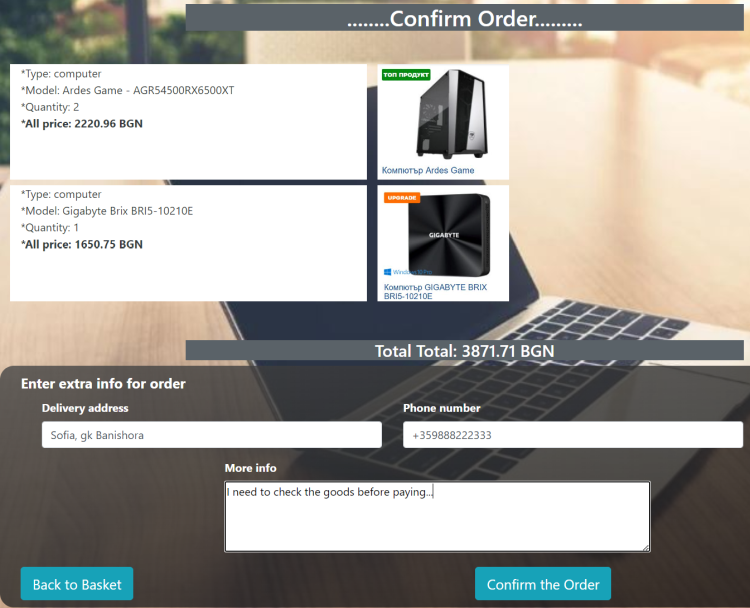 ........Confirm Order.........
*Type: computer
*Model: Ardes Game - AGR54500RX6500XT
*Quantity: 2
*All price: 2220.96 BGN
ТОП ПРОДУКТ
Компютър Ardes Game
*Type: computer
*Model: Gigabyte Brix BRI5-10210E
*Quantity: 1
*All price: 1650.75 BGN
UPGRADE
GIGABYTE
Windows 10 Pro
Компютър GIGABYTE BRIX
BRI5-10210E
Total Total: 3871.71 BGN
Enter extra info for order
Delivery address
Phone number
Sofia, gk Banishora
+359888222333
More info
I need to check the goods before paying...
Back to Basket
Confirm the Order